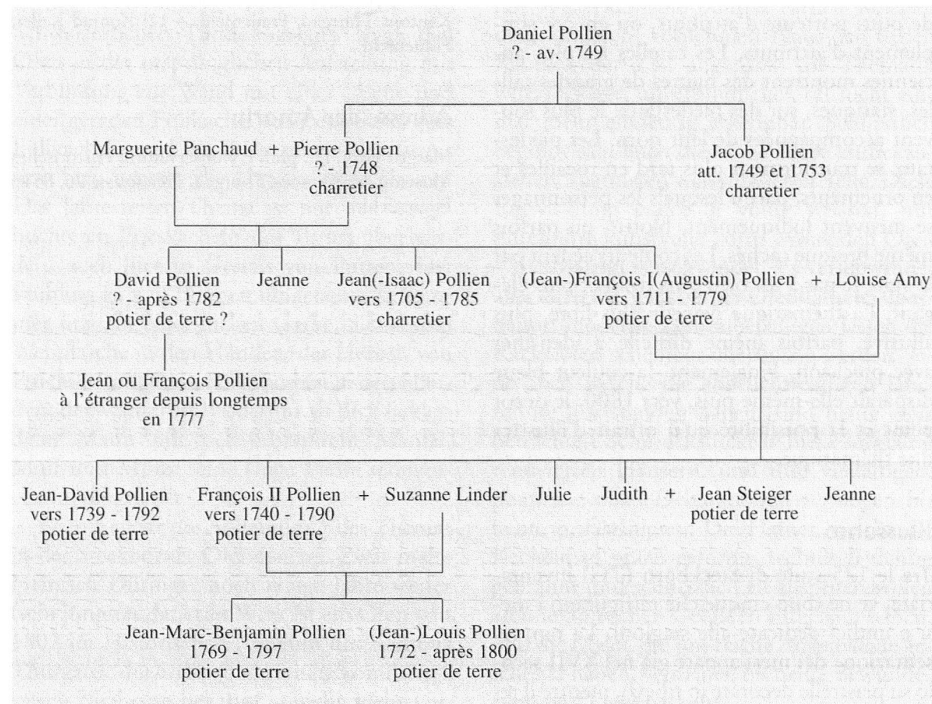 Daniel Pollien
? - av. 1749
Marguerite Panchaud + Pierre Pollien
? - 1748
charretier
Jacob Pollien
att. 1749 et 1753
charretier
David Pollien
? - après 1782
potier de terre ?
Jeanne
Jean(-Isaac) Pollien
vers 1705 - 1785
charretier
(Jean-)François I(Augustin) Pollien + Louise Amy
vers 1711 - 1779
potier de terre
Jean ou François Pollien
à l'étranger depuis longtemps
en 1777
Jean-David Pollien
vers 1739 - 1792
potier de terre
François II Pollien + Suzanne Linder
vers 1740 - 1790
potier de terre
Julie
Judith + Jean Steiger
potier de terre
Jeanne
Jean-Marc-Benjamin Pollien
1769 - 1797
potier de terre
(Jean-)Louis Pollien
1772 - après 1800
potier de terre